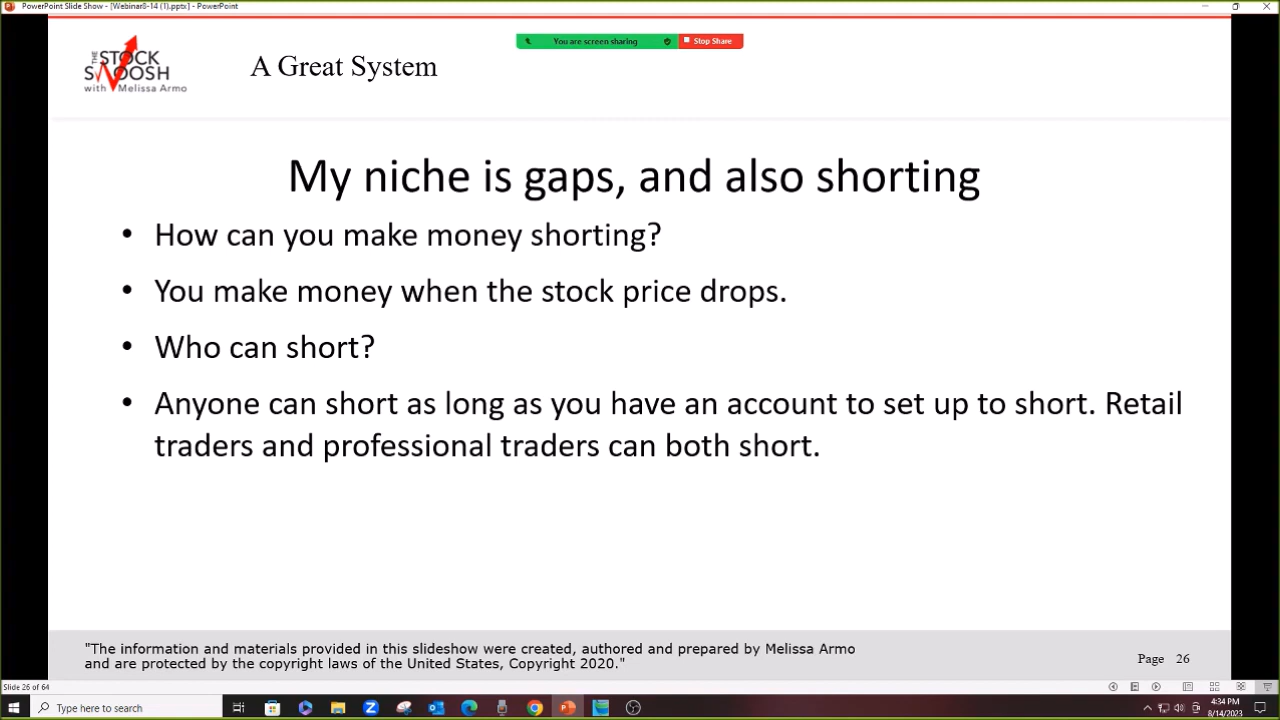 PowerPoint Slide Show - [Webinar8-14 (1).pptx] - PowerPoint
You are screen sharing
Stop Share
THE STOCK
SWOOSH
with Melissa Armo
A Great System
My niche is gaps, and also shorting
• How can you make money shorting?
• You make money when the stock price drops.
• Who can short?
• Anyone can short as long as you have an account to set up to short. Retail
traders and professional traders can both short.
"The information and materials provided in this slideshow were created, authored and prepared by Melissa Armo
and are protected by the copyright laws of the United States, Copyright 2020."
Page 26
Slide 26 of 64
Type here to search
4:34 PM
8/14/2023